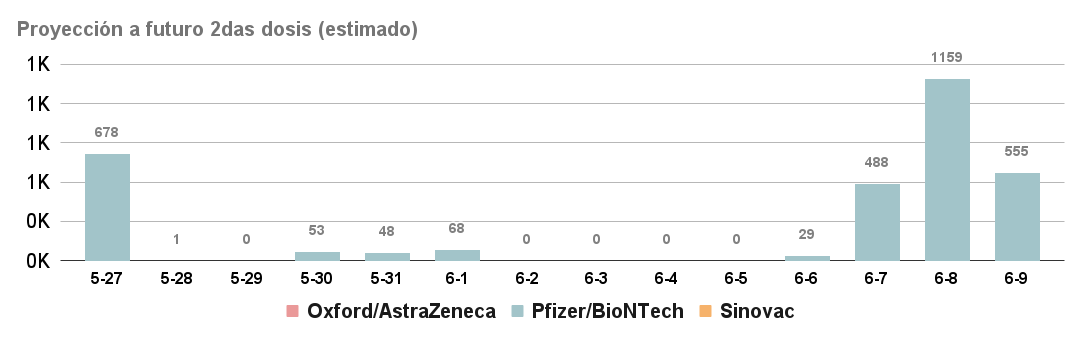 Proyección a futuro 2das dosis (estimado)
1K
1K
1K
1K
0K
0K
678
1
0
53
48
68
0
0
0
0
29
488
1159
555
5-27 5-28 5-29 5-30 5-31 6-1 6-2 6-3 6-4 6-5 6-6 6-7 6-8 6-9
Oxford/AstraZeneca Pfizer/BioNTech Sinovac